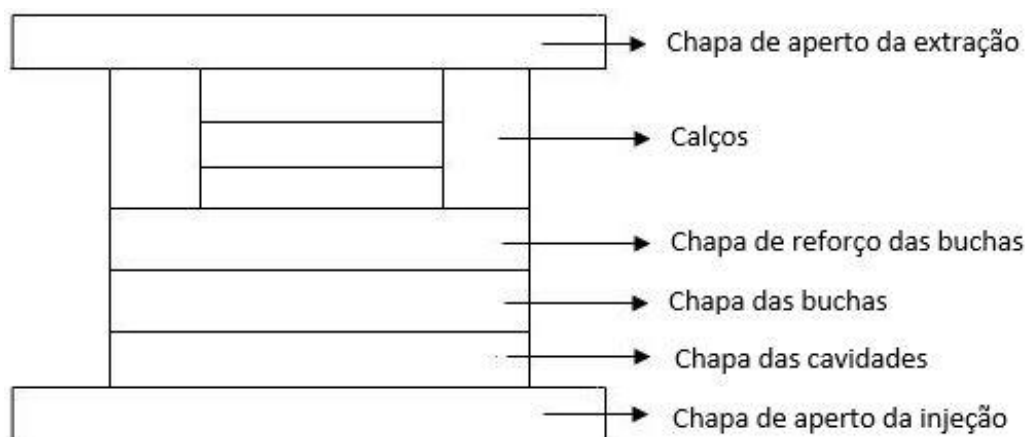 Chapa de aperto da extração
Calços
Chapa de reforço das buchas
Chapa das buchas
Chapa das cavidades
Chapa de aperto da injeção